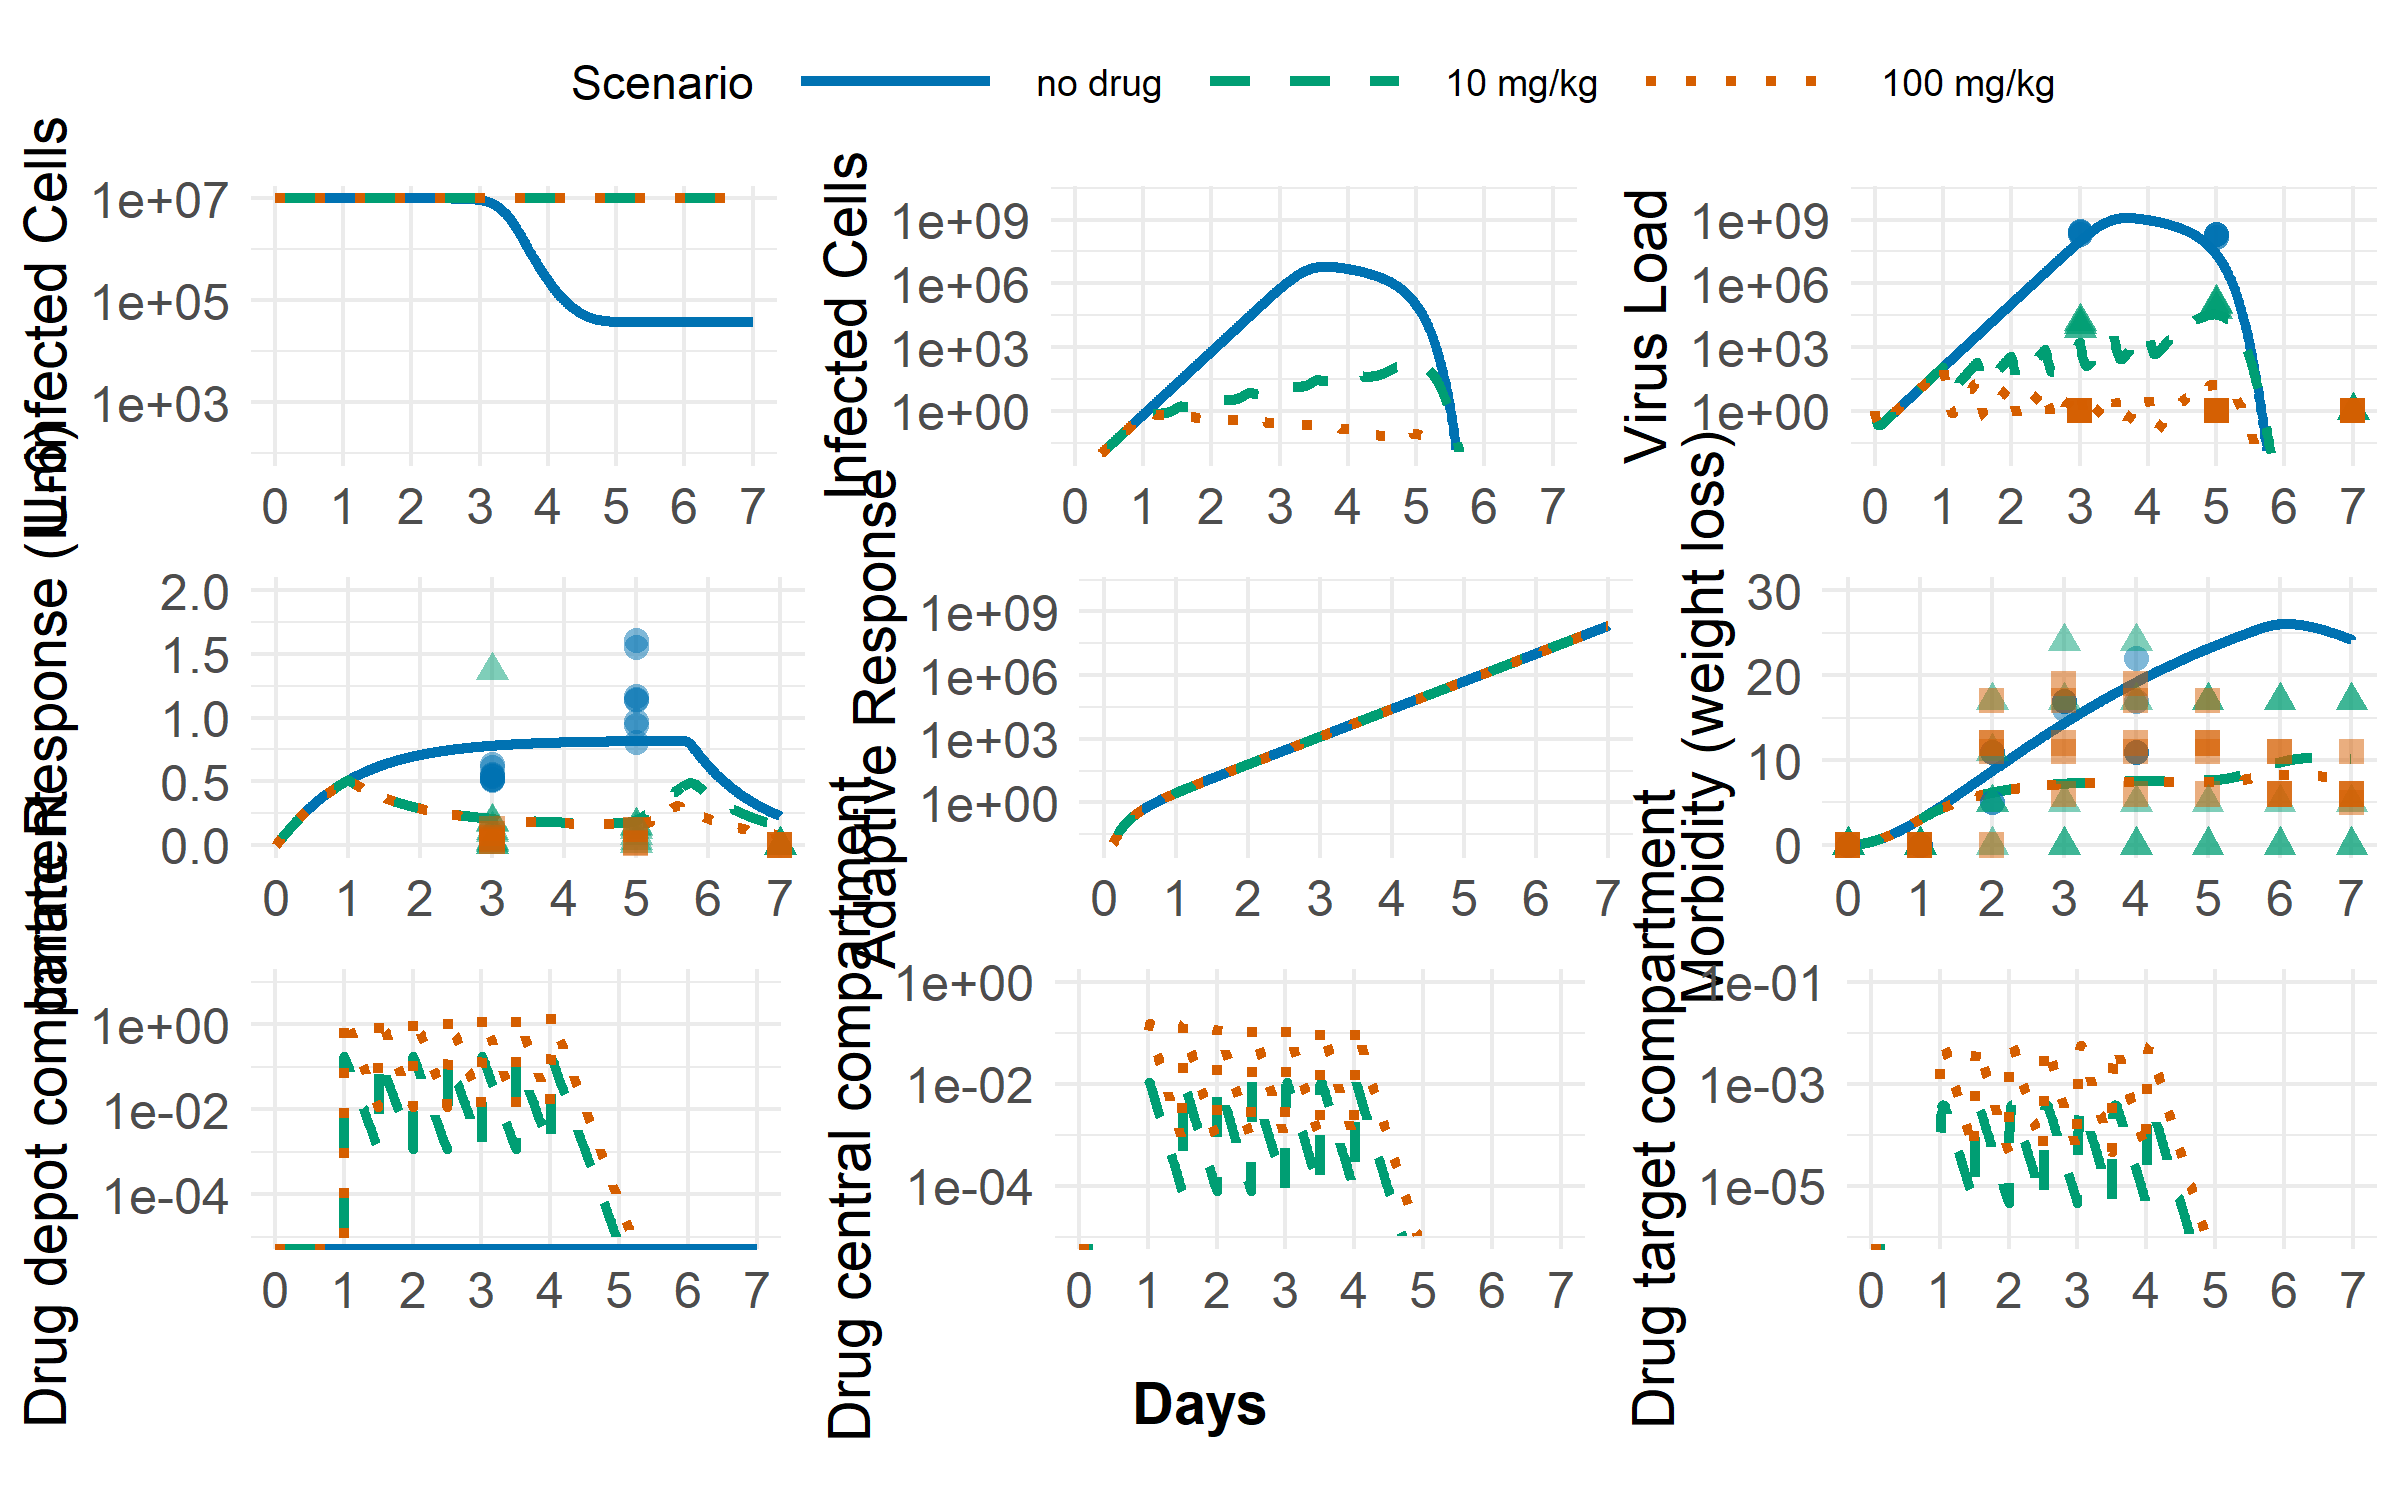 Scenario no drug 10 mg/kg 100 mg/kg
Uninfected Cells
1e+07
1e+05
1e+03
0 1 2 3 4 5 6 7
Infected Cells
1e+09
1e+06
1e+03
1e+00
0 1 2 3 4 5 6 7
Virus Load
1e+09
1e+06
1e+03
1e+00
0 1 2 3 4 5 6 7
Innate Response (IL-6)
2.0
1.5
1.0
0.5
0.0
0 1 2 3 4 5 6 7
Adaptive Response
1e+09
1e+06
1e+03
1e+00
0 1 2 3 4 5 6 7
Morbidity (weight loss)
30
20
10
0
0 1 2 3 4 5 6 7
Drug depot compartment
1e+00
1e-02
1e-04
0 1 2 3 4 5 6 7
Drug central compartment
1e+00
1e-02
1e-04
0 1 2 3 4 5 6 7
Drug target compartment
1e-01
1e-03
1e-05
0 1 2 3 4 5 6 7
Days